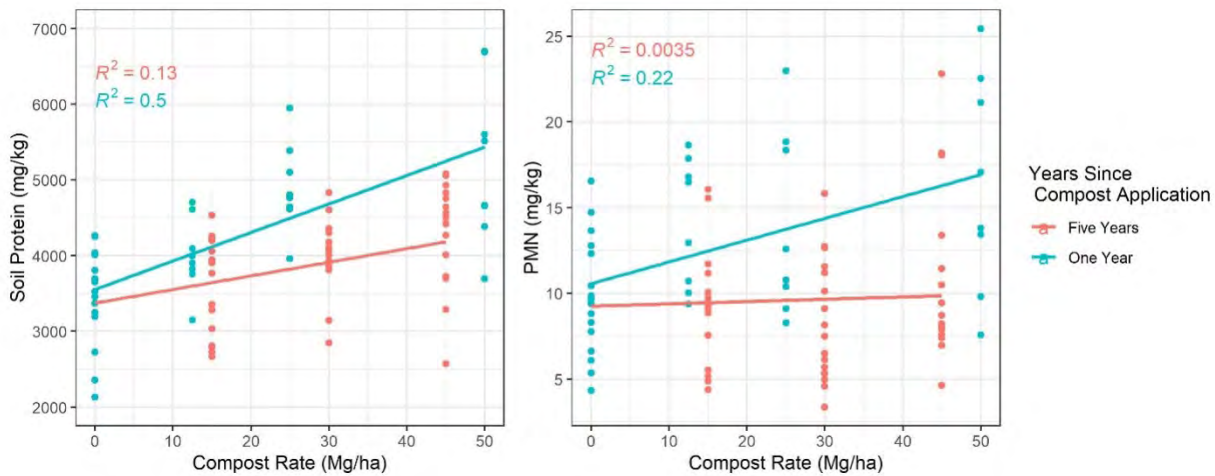 R² = 0.13
R² = 0.5
Soil Protein (mg/kg)
7000
6000
5000
4000
3000
2000
0 10 20 30 40 50
Compost Rate (Mg/ha)
R² = 0.0035
R² = 0.22
PMN (mg/kg)
25
20
15
10
5
0 10 20 30 40 50
Compost Rate (Mg/ha)
Years Since
Compost Application
a Five Years
a One Year